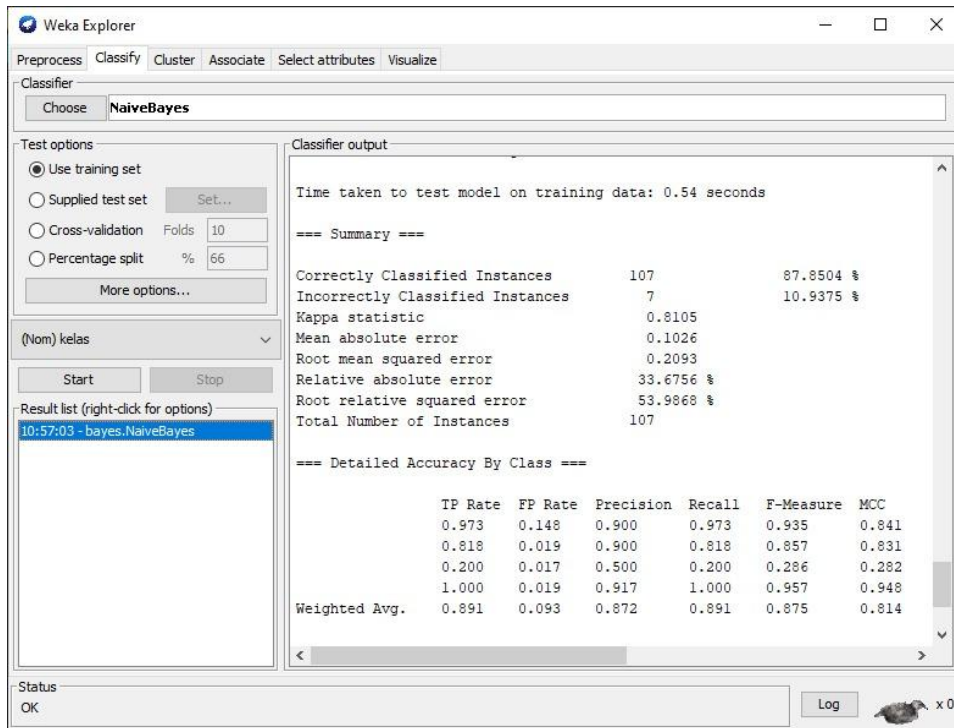 Weka Explorer
Preprocess Classify Cluster Associate Select attributes Visualize
Classifier
Choose NaiveBayes
Test options
Use training set
Supplied test set Set...
Cross-validation Folds 10
Percentage split % 66
More options...
(Nom) kelas
Start Stop
Result list (right-click for options)
10:57:03 - bayes.NaiveBayes
Classifier output
Time taken to test model on training data: 0.54 seconds
=== Summary ===
Correctly Classified Instances 107 87.8504 %
Incorrectly Classified Instances 7 10.9375 %
Kappa statistic 0.8105
Mean absolute error 0.1026
Root mean squared error 0.2093
Relative absolute error 33.6756 %
Root relative squared error 53.9868 %
Total Number of Instances 107
=== Detailed Accuracy By Class ===
TP Rate FP Rate Precision Recall F-Measure MCC
0.973 0.148 0.900 0.973 0.935 0.841
0.818 0.019 0.900 0.818 0.857 0.831
0.200 0.017 0.500 0.200 0.286 0.282
1.000 0.019 0.917 1.000 0.957 0.948
Weighted Avg. 0.891 0.093 0.872 0.891 0.875 0.814
Status
OK
Log
x 0